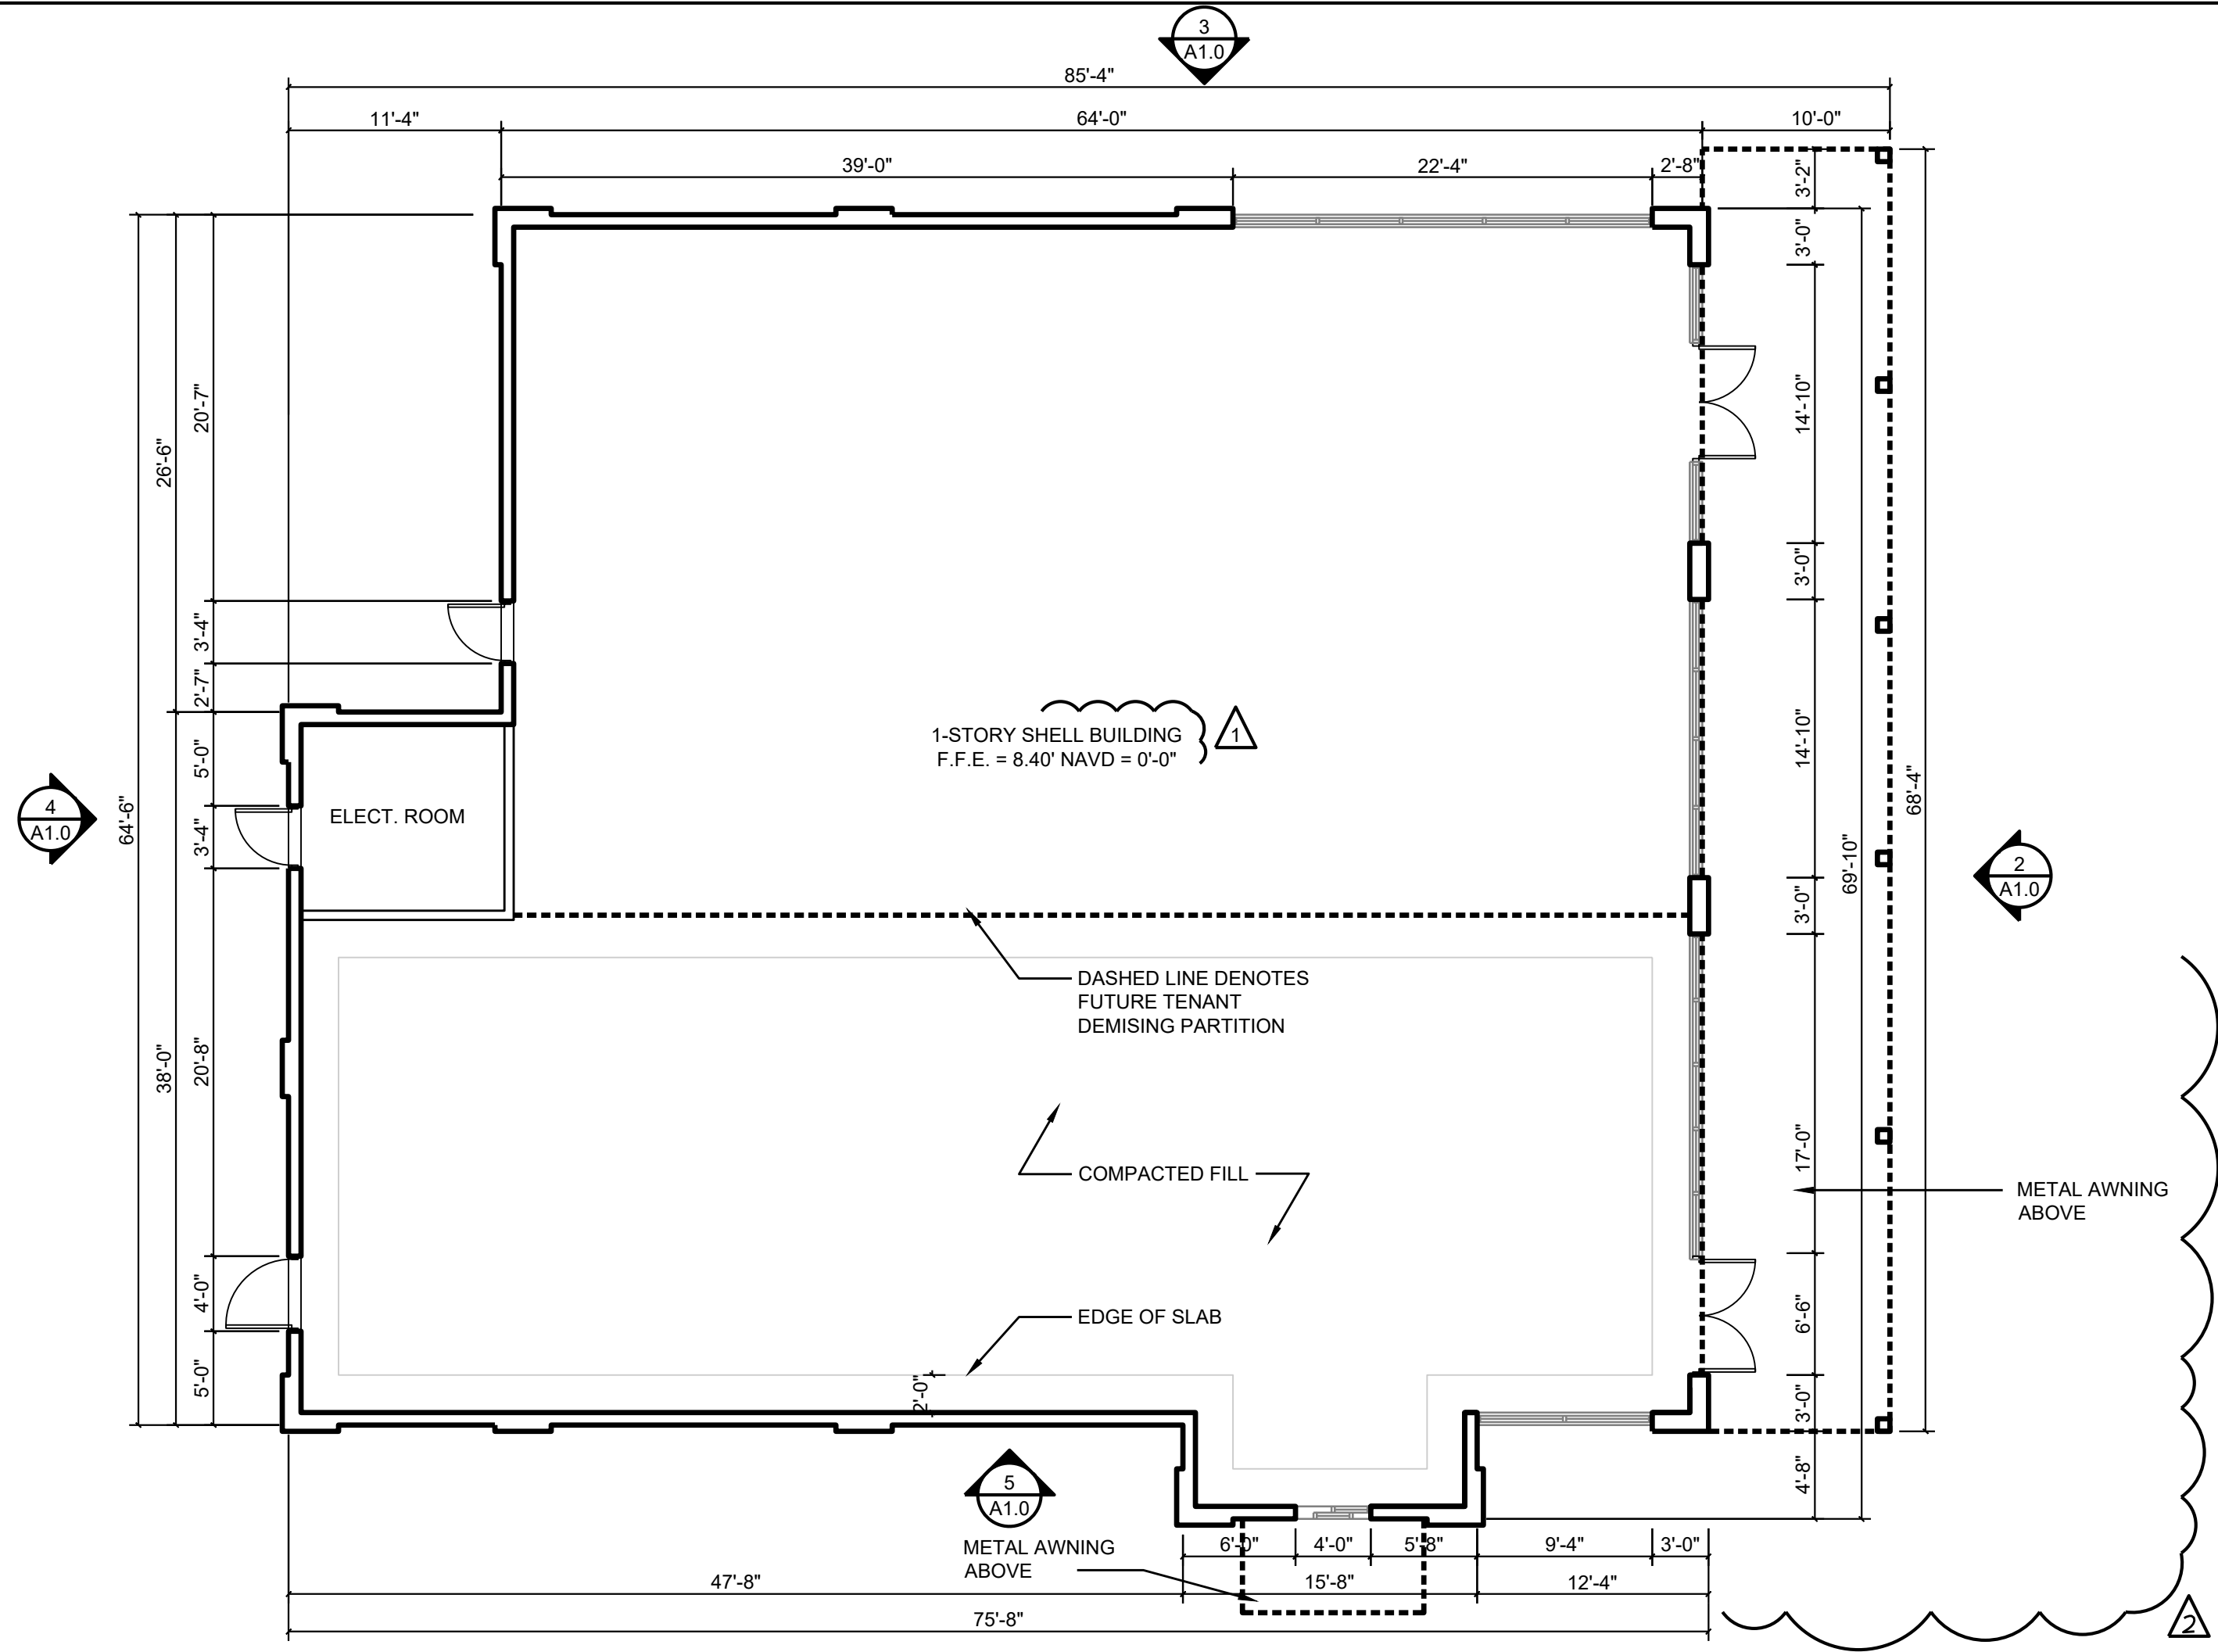 3
A1.0
85'-4"
11'-4"
64'-0"
10'-0"
39'-0"
22'-4"
2'-8"
3'-2"
3'-0"
14'-10"
3'-0"
14'-10"
3'-0"
17'-0"
6'-6"
3'-0"
4'-8"
69'-10"
68'-4"
64'-6"
26'-6"
38'-0"
20'-7"
3'-4"
2'-7"
5'-0"
3'-4"
20'-8"
4'-0"
5'-0"
1-STORY SHELL BUILDING
F.F.E. = 8.40' NAVD = 0'-0"
1
4
A1.0
ELECT. ROOM
2
A1.0
DASHED LINE DENOTES
FUTURE TENANT
DEMISING PARTITION
COMPACTED FILL
METAL AWNING
ABOVE
EDGE OF SLAB
2'-0"
5
A1.0
METAL AWNING
ABOVE
6'-0"
4'-0"
5'-8"
9'-4"
3'-0"
47'-8"
15'-8"
12'-4"
75'-8"
2